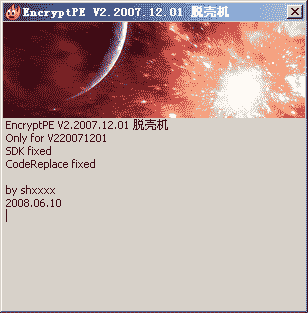 EncryptPE V2.2007.12.01 脱壳机
EncryptPE V2.2007.12.01 脱壳机
Only for V220071201
SDK fixed
CodeReplace fixed
by shxxxx
2008.06.10